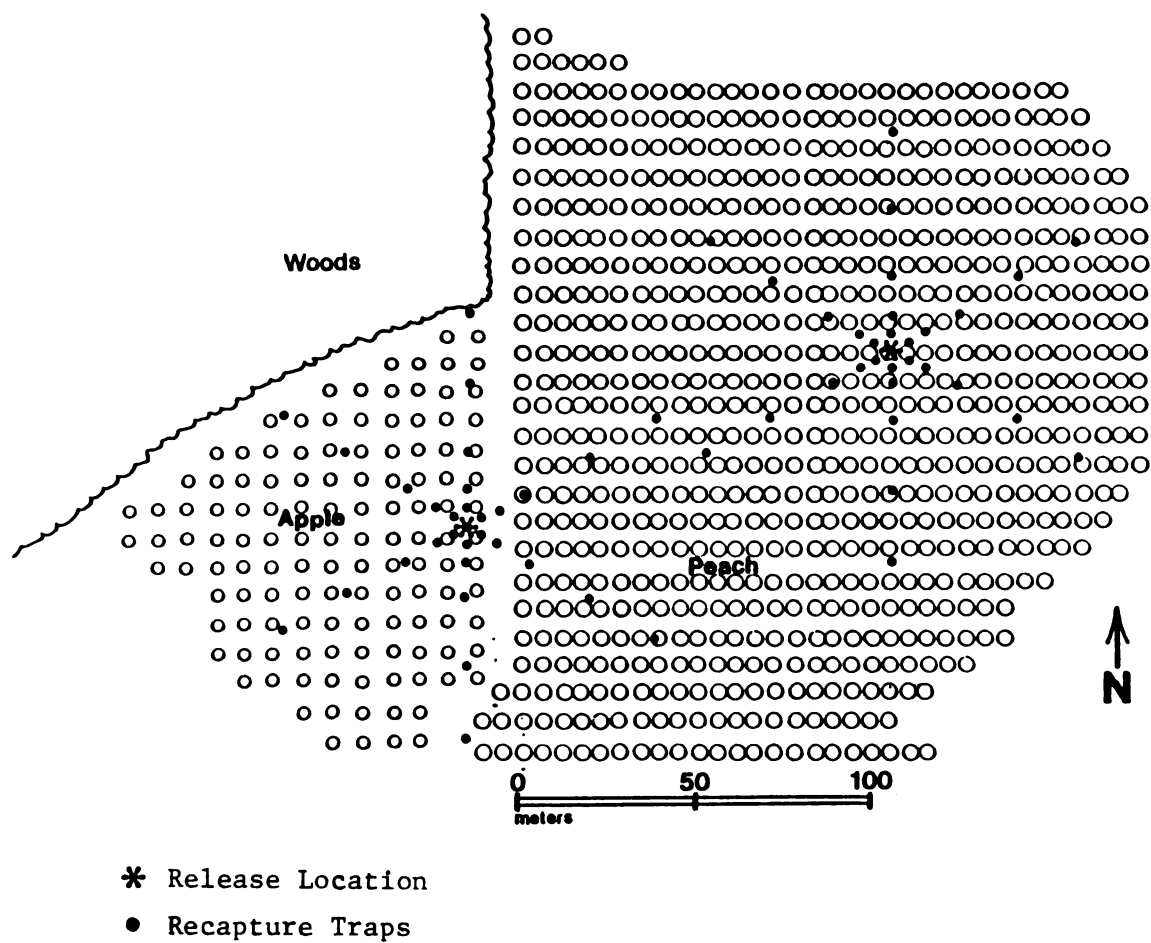 Woods
Apple
Peach
N
0 50 100
meters
Release Location
Recapture Traps